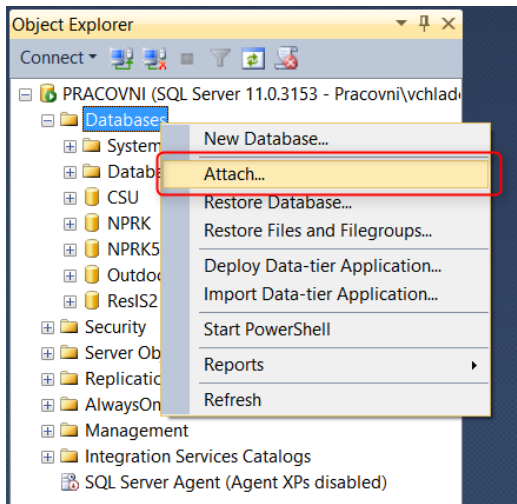 Object Explorer
Connect
PRACOVNI (SQL Server 11.0.3153 - Pracovni\vchlad
Databases
New Database...
System
Attach...
CSU
Restore Database...
NPRK
Restore Files and Filegroups...
NPRK5
Deploy Data-tier Application...
Import Data-tier Application...
ResIS2
Security
Start PowerShell
Server Ob
Reports
Replicatio
Refresh
AlwaysOn
Management
Integration Services Catalogs
SQL Server Agent (Agent XPs disabled)